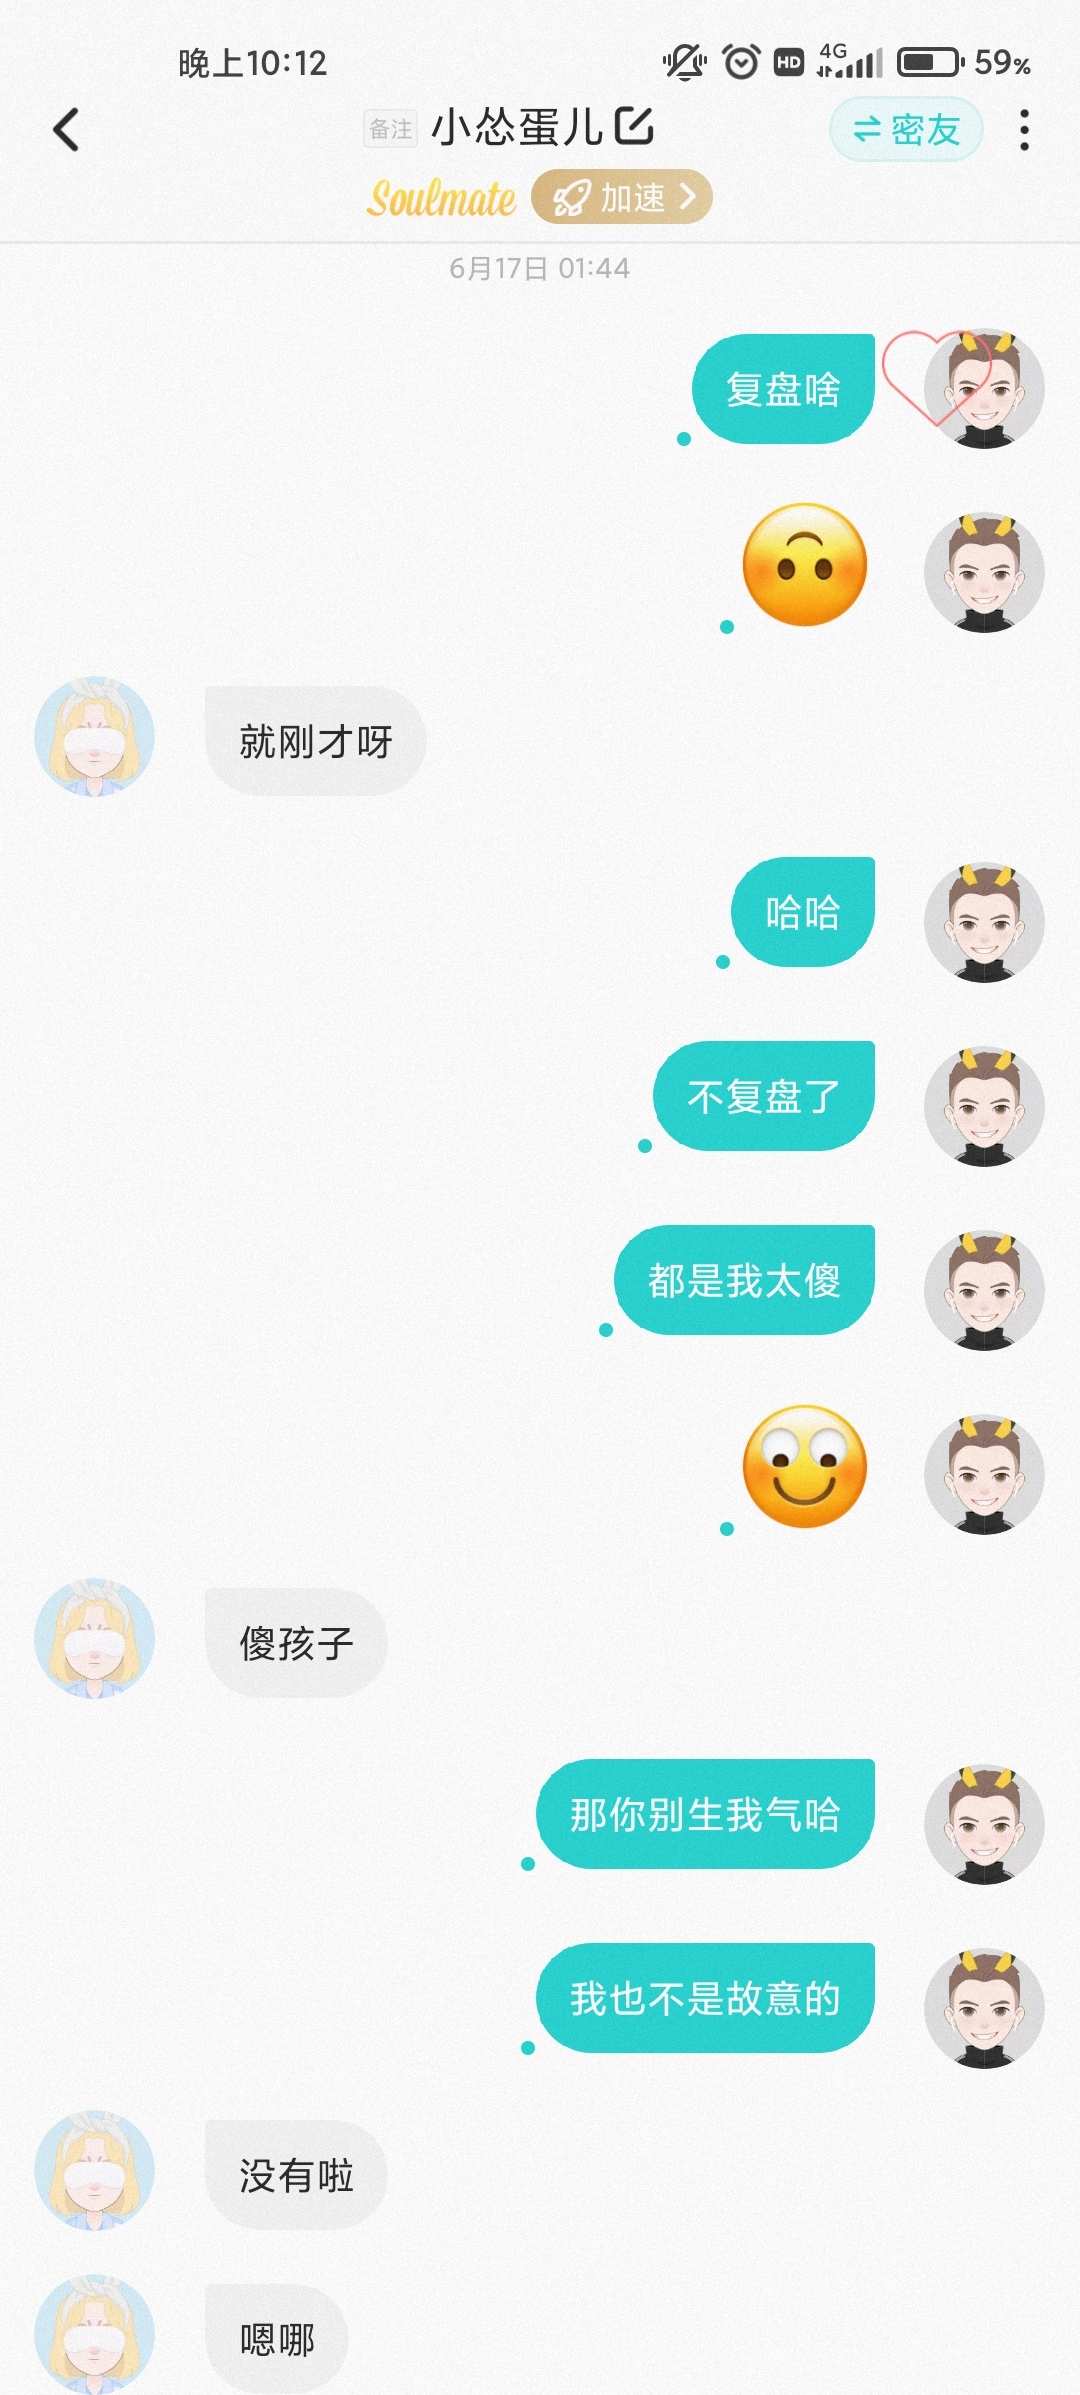 晚上10:12
HD
4G
59%
备注 小怂蛋儿
密友
Soulmate
加速
6月17日 01:44
复盘啥
就刚才呀
哈哈
不复盘了
都是我太傻
傻孩子
那你别生我气哈
我也不是故意的
没有啦
嗯哪